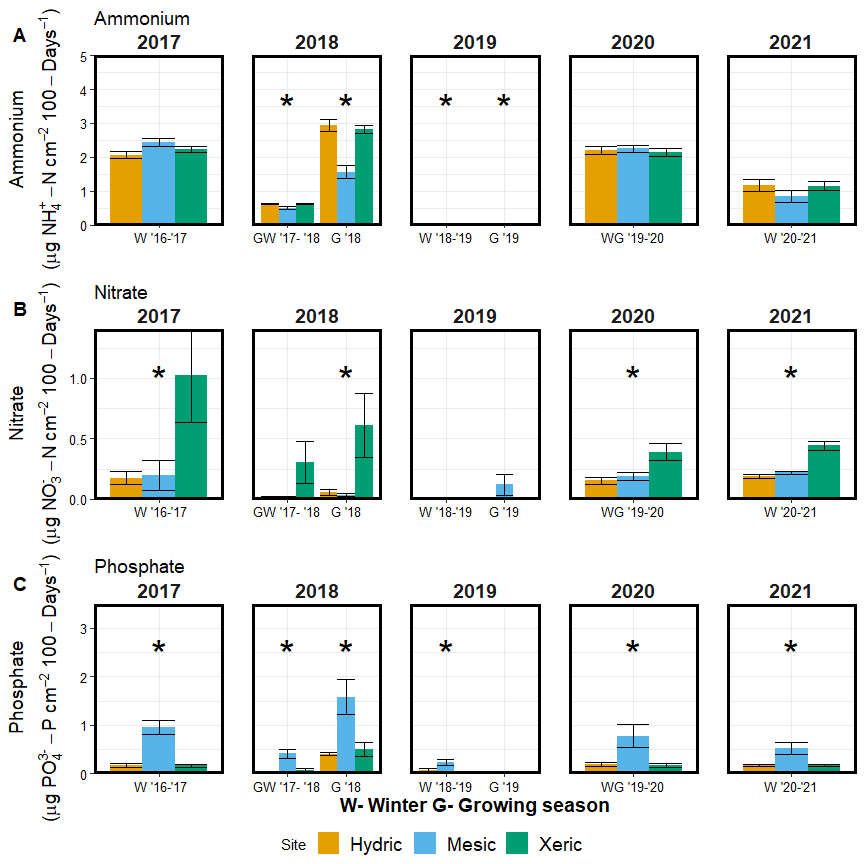 Ammonium
A
2017 2018 2019 2020 2021
Ammonium
(µg NH₄⁺ – N cm⁻² 100 – Days⁻¹)
5
4
3
2
1
0
* * * *
W '16-'17 GW '17- '18 G '18 W '18-'19 G '19 WG '19-'20 W '20-'21
Nitrate
B
2017 2018 2019 2020 2021
Nitrate
(µg NO₃⁻ – N cm⁻² 100 – Days⁻¹)
1.0
0.5
0.0
* * * *
W '16-'17 GW '17- '18 G '18 W '18-'19 G '19 WG '19-'20 W '20-'21
Phosphate
C
2017 2018 2019 2020 2021
Phosphate
(µg PO₄³⁻ – P cm⁻² 100 – Days⁻¹)
3
2
1
0
* * * * * *
W '16-'17 GW '17- '18 G '18 W '18-'19 G '19 WG '19-'20 W '20-'21
W- Winter G- Growing season
Site Hydric Mesic Xeric